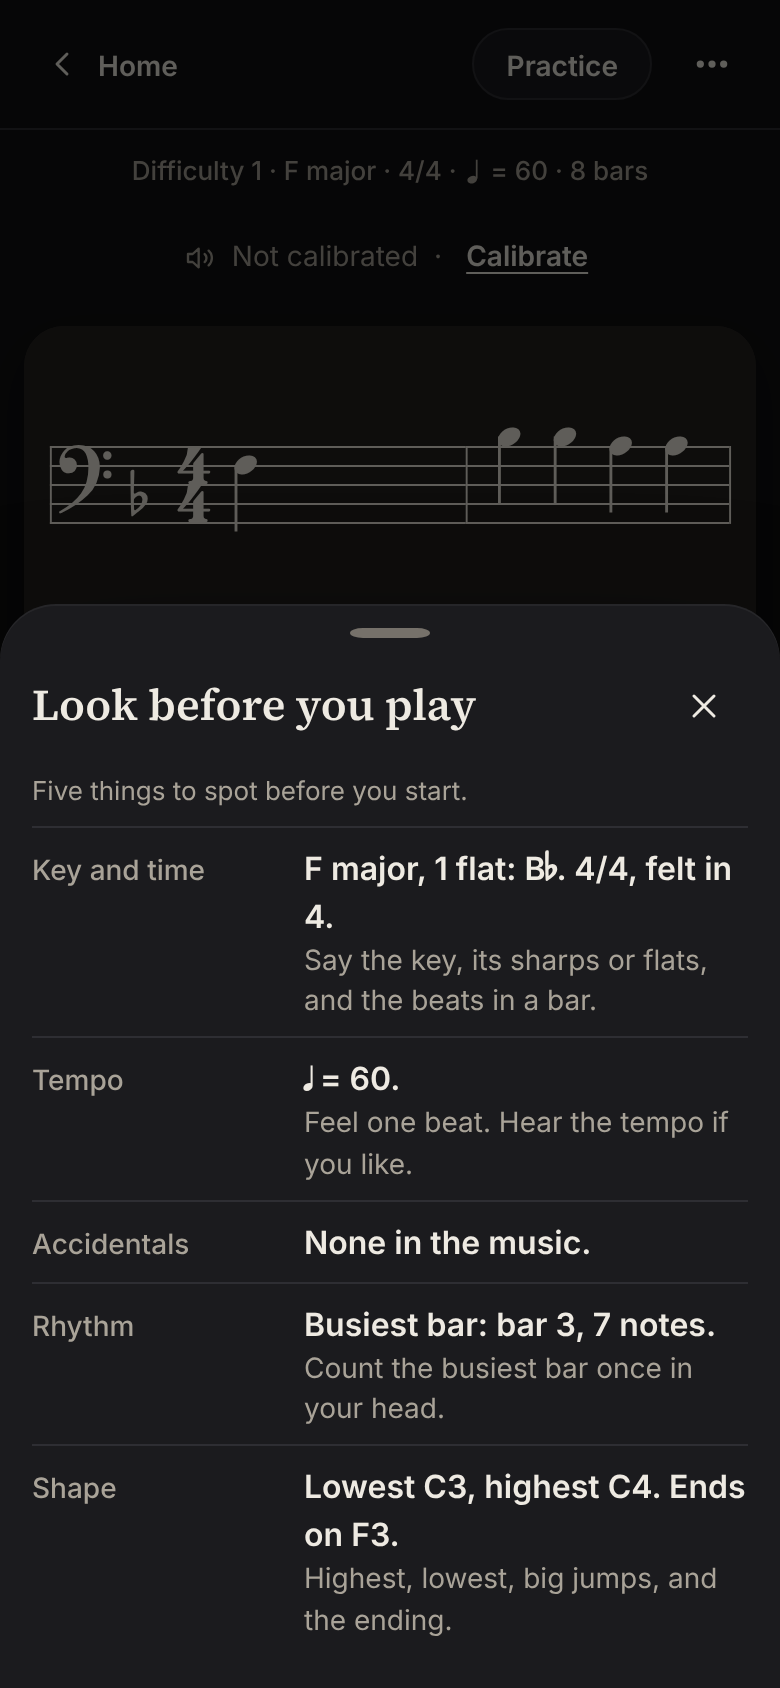 Home
Practice
Difficulty 1 · F major · 4/4 · ♩ = 60 · 8 bars
Not calibrated · Calibrate
4
4
Look before you play
Five things to spot before you start.
Key and time
F major, 1 flat: B♭. 4/4, felt in
4.
Say the key, its sharps or flats,
and the beats in a bar.
Tempo
♩ = 60.
Feel one beat. Hear the tempo if
you like.
Accidentals
None in the music.
Rhythm
Busiest bar: bar 3, 7 notes.
Count the busiest bar once in
your head.
Shape
Lowest C3, highest C4. Ends
on F3.
Highest, lowest, big jumps, and
the ending.